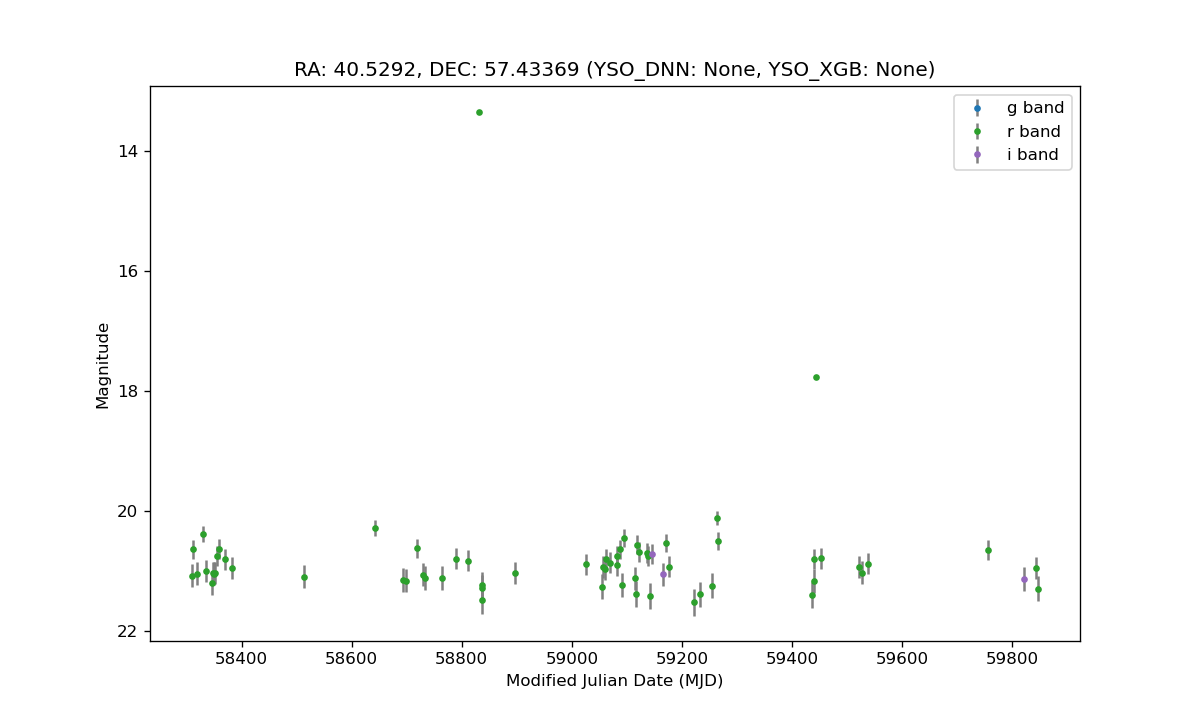 RA: 40.5292, DEC: 57.43369 (YSO_DNN: None, YSO_XGB: None)
g band
r band
i band
14
16
18
20
22
Magnitude
58400 58600 58800 59000 59200 59400 59600 59800
Modified Julian Date (MJD)